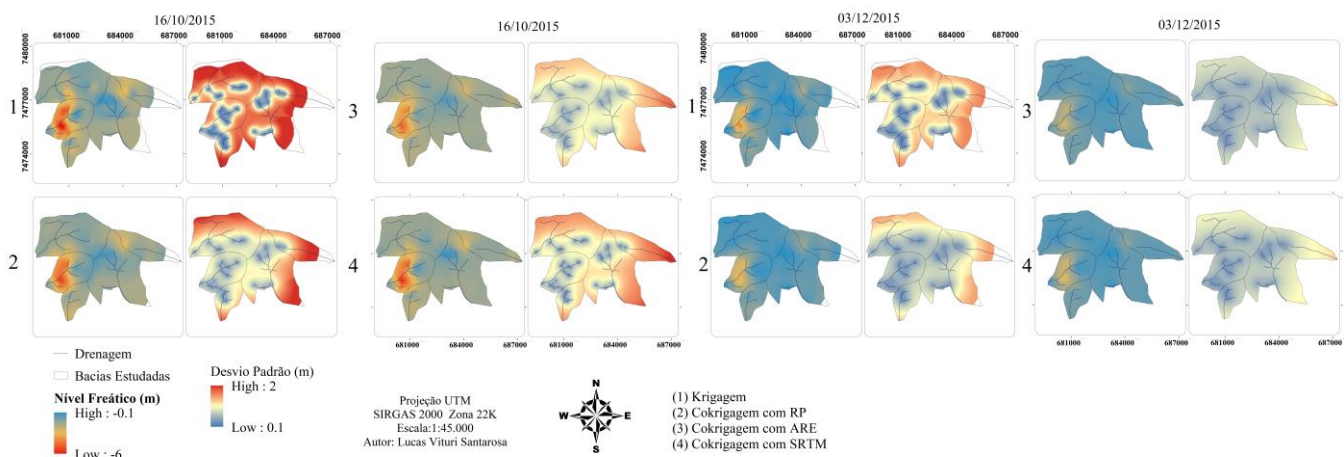 16/10/2015
16/10/2015
03/12/2015
03/12/2015
681000 684000 687000
681000 684000 687000
681000 684000 687000
681000 684000 687000
7480000
7477000
7474000
7480000
7477000
7474000
1
3
1
3
2
4
2
4
681000 684000 687000
681000 684000 687000
681000 684000 687000
681000 684000 687000
Drenagem
Bacias Estudadas
Nível Freático (m)
High : -0.1
Low : -6
Desvio Padrão (m)
High : 2
Low : 0.1
Projeção UTM
SIRGAS 2000 Zona 22K
Escala:1:45.000
Autor: Lucas Vituri Santarosa
N
W E
S
(1) Krigagem
(2) Cokrigagem com RP
(3) Cokrigagem com ARE
(4) Cokrigagem com SRTM